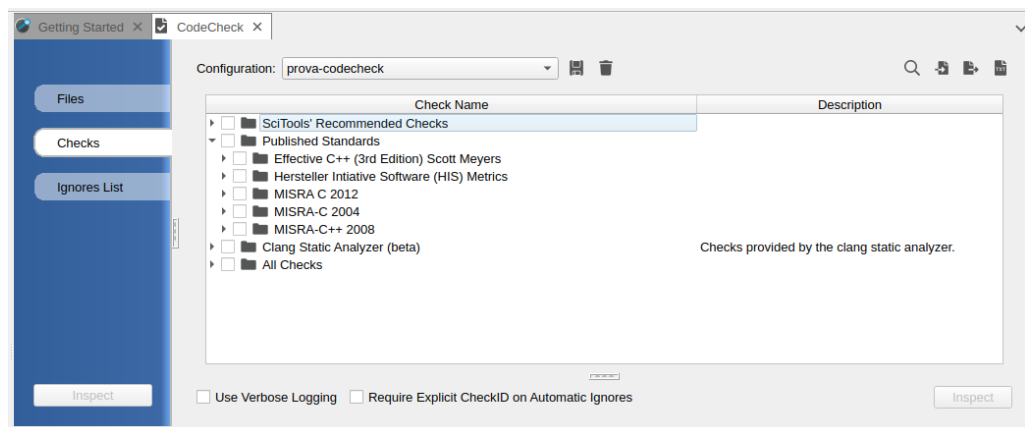 Getting Started
CodeCheck
Configuration: prova-codecheck
TXT
Files
Checks
Ignores List
Check Name Description
SciTools' Recommended Checks
Published Standards
Effective C++ (3rd Edition) Scott Meyers
Hersteller Intiative Software (HIS) Metrics
MISRA C 2012
MISRA-C 2004
MISRA-C++ 2008
Clang Static Analyzer (beta) Checks provided by the clang static analyzer.
All Checks
Inspect
Use Verbose Logging Require Explicit CheckID on Automatic Ignores
Inspect